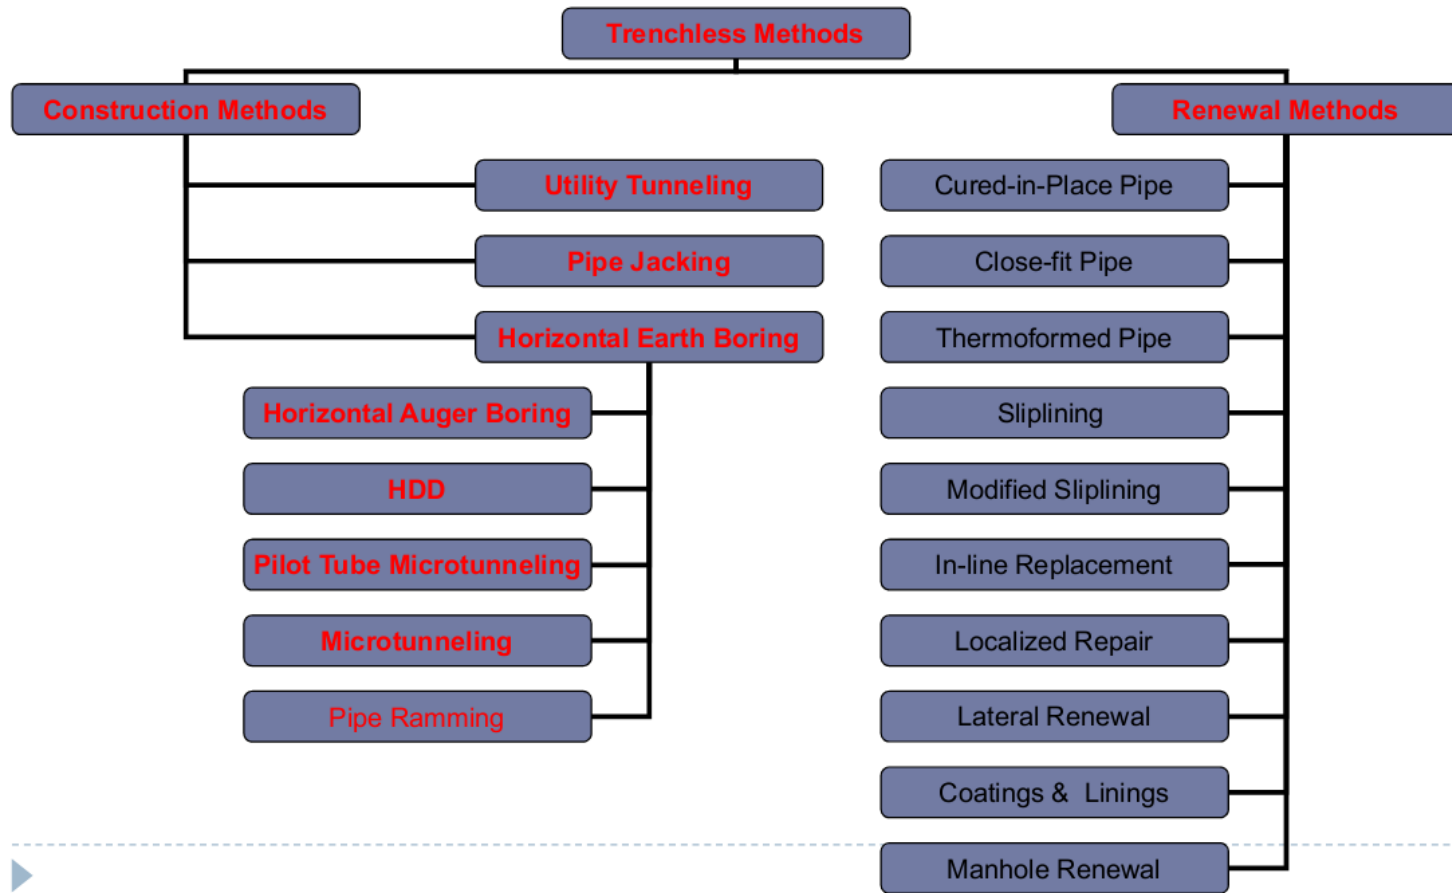 Trenchless Methods
Construction Methods
Renewal Methods
Utility Tunneling
Pipe Jacking
Horizontal Earth Boring
Horizontal Auger Boring
HDD
Pilot Tube Microtunneling
Microtunneling
Pipe Ramming
Cured-in-Place Pipe
Close-fit Pipe
Thermoformed Pipe
Sliplining
Modified Sliplining
In-line Replacement
Localized Repair
Lateral Renewal
Coatings & Linings
Manhole Renewal